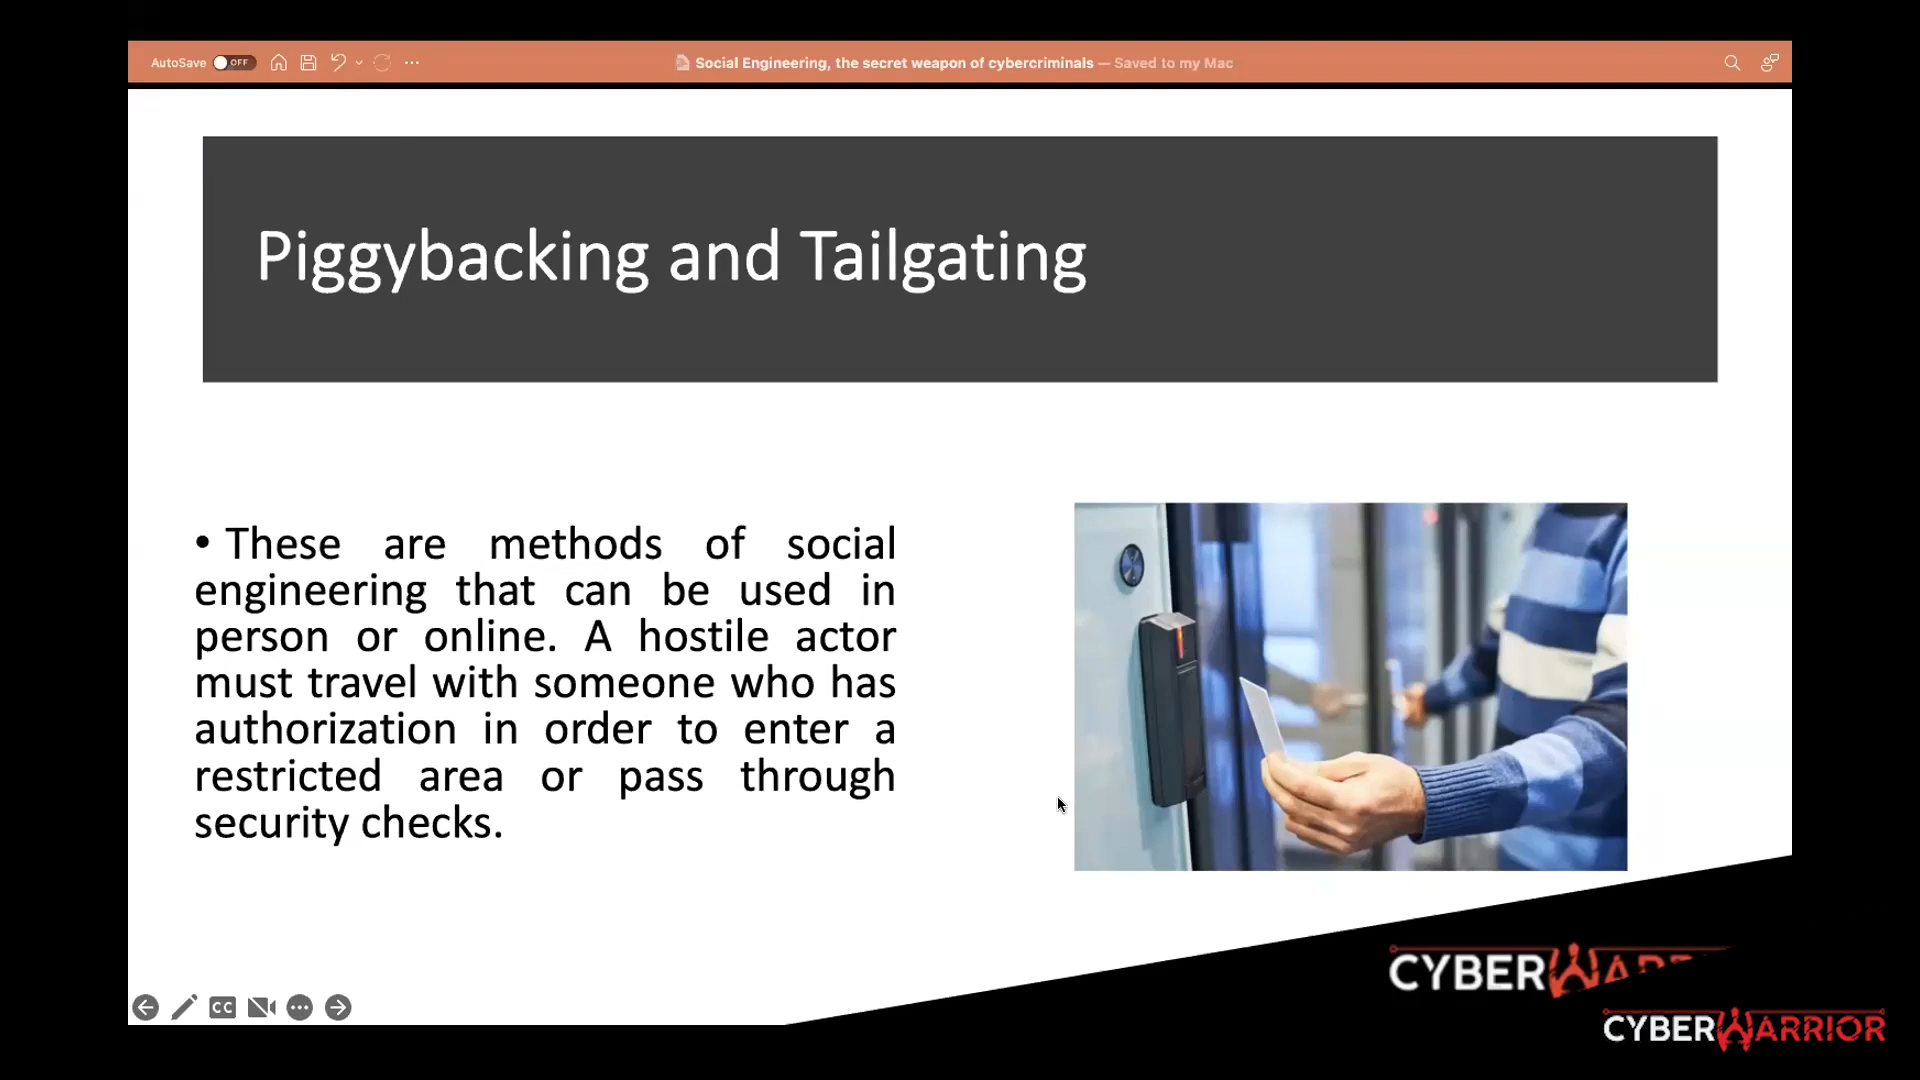 AutoSave OFF
Social Engineering, the secret weapon of cybercriminals — Saved to my Mac
Piggybacking and Tailgating
• These are methods of social
engineering that can be used in
person or online. A hostile actor
must travel with someone who has
authorization in order to enter a
restricted area or pass through
security checks.
CC
CYBERWARR
CYBERWARRIOR